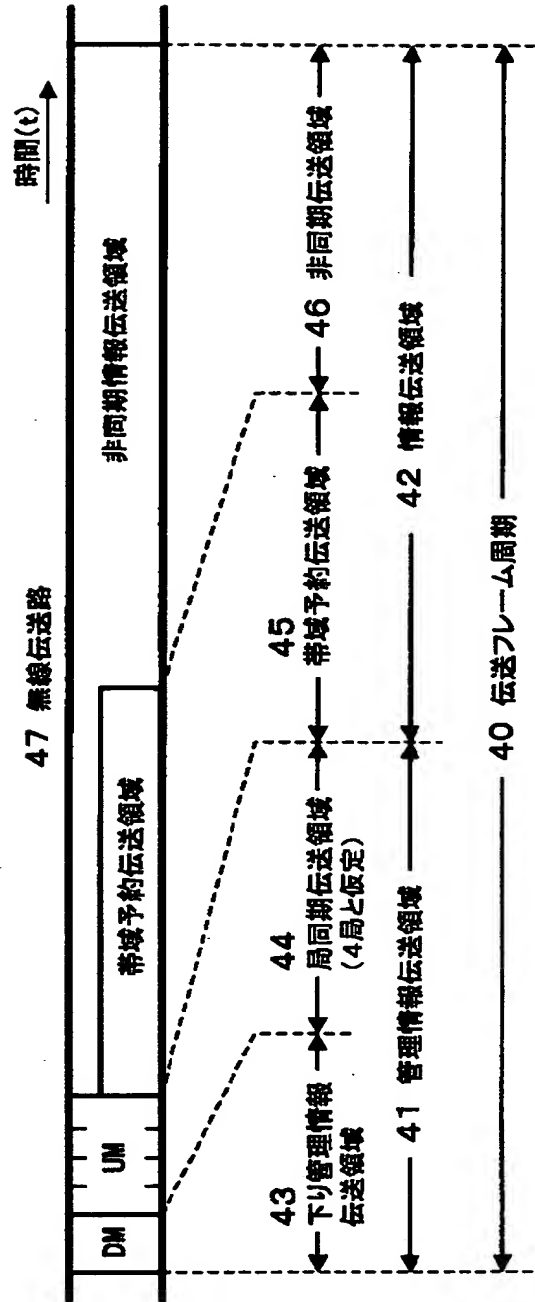 47 無線伝送路
時間(t)
DM
UM
帯域予約伝送領域
非同期情報伝送領域
43
下り管理情報
伝送領域
44
局同期伝送領域
(4局と仮定)
45
帯域予約伝送領域
46 非同期伝送領域
41 管理情報伝送領域
42 情報伝送領域
40 伝送フレーム周期